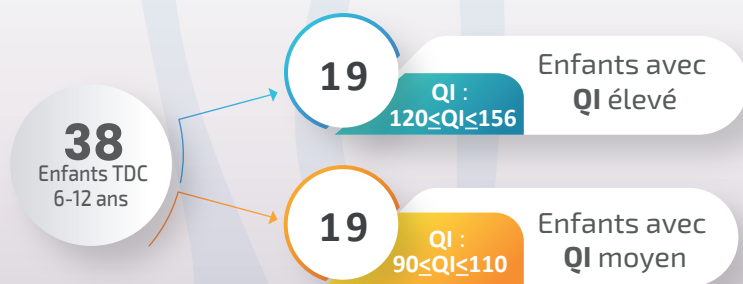 38
Enfants TDC
6-12 ans
19
QI :
120≤QI≤156
Enfants avec
QI élevé
19
QI :
90≤QI≤110
Enfants avec
QI moyen